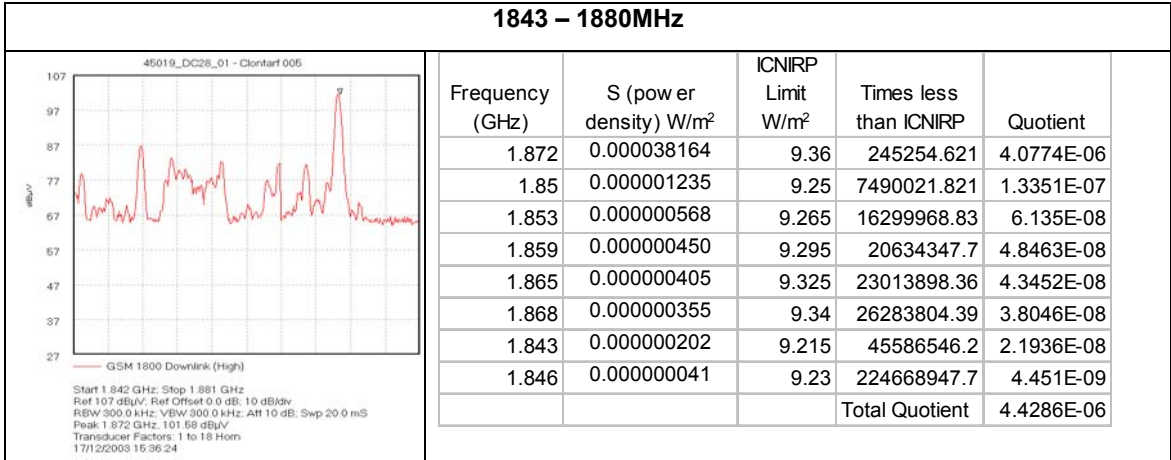 1843 – 1880MHz
45019_DC28_01 - Clontarf 005
107
97
87
77
67
57
47
37
27
dBµV
GSM 1800 Downlink (High)
Start 1.842 GHz; Stop 1.881 GHz
Ref 107 dBµV; Ref Offset 0.0 dB; 10 dB/div
RBW 300.0 kHz; VBW 300.0 kHz; Att 10 dB; Swp 20.0 mS
Peak 1.872 GHz, 101.58 dBµV
Transducer Factors: 1 to 18 Horn
17/12/2003 15:36:24
Frequency (GHz) S (pow er density) W/m² ICNIRP Limit W/m² Times less than ICNIRP Quotient
1.872 0.000038164 9.36 245254.621 4.0774E-06
1.85 0.000001235 9.25 7490021.821 1.3351E-07
1.853 0.000000568 9.265 16299968.83 6.135E-08
1.859 0.000000450 9.295 20634347.7 4.8463E-08
1.865 0.000000405 9.325 23013898.36 4.3452E-08
1.868 0.000000355 9.34 26283804.39 3.8046E-08
1.843 0.000000202 9.215 45586546.2 2.1936E-08
1.846 0.000000041 9.23 224668947.7 4.451E-09
Total Quotient 4.4286E-06